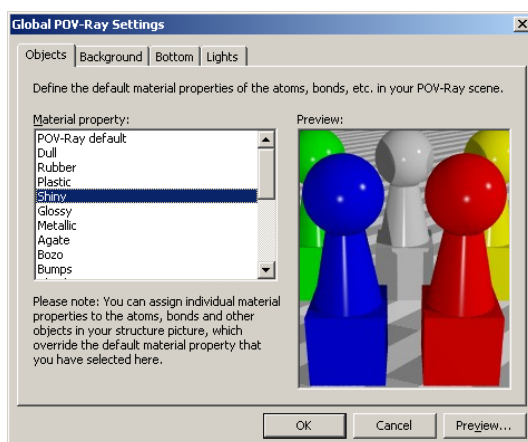 Global POV-Ray Settings
Objects Background Bottom Lights
Define the default material properties of the atoms, bonds, etc. in your POV-Ray scene.
Material property:
POV-Ray default
Dull
Rubber
Plastic
Shiny
Glossy
Metallic
Agate
Bozo
Bumps
Please note: You can assign individual material
properties to the atoms, bonds and other
objects in your structure picture, which
override the default material property that
you have selected here.
Preview:
OK Cancel Preview...